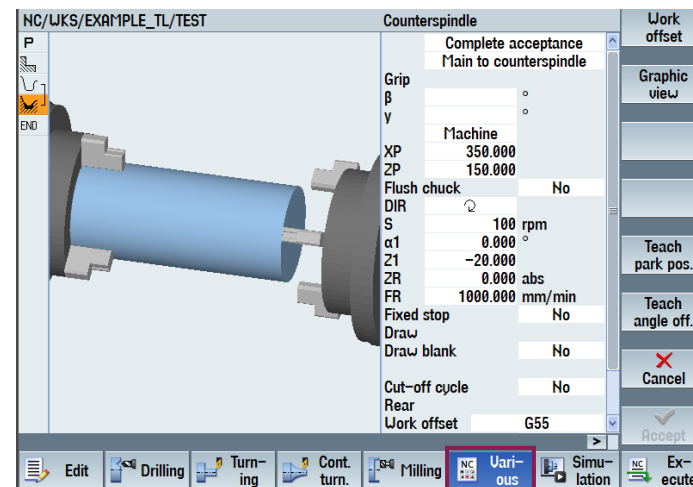 NC/WKS/EXAMPLE_TL/TEST
Counterspindle
P
END
Complete acceptance
Main to counterspindle
Grip
β °
γ °
Machine
XP 350.000
ZP 150.000
Flush chuck No
DIR
S 100 rpm
α1 0.000 °
Z1 -20.000
ZR 0.000 abs
FR 1000.000 mm/min
Fixed stop No
Draw
Draw blank No
Cut-off cycle No
Rear
Work offset G55
>
Work
offset
Graphic
view
Teach
park pos.
Teach
angle off.
Cancel
Accept
Edit
Drilling
Turn-
ing
Cont.
turn.
Milling
NC
Vari-
ous
Simu-
lation
NC
Ex-
ecute